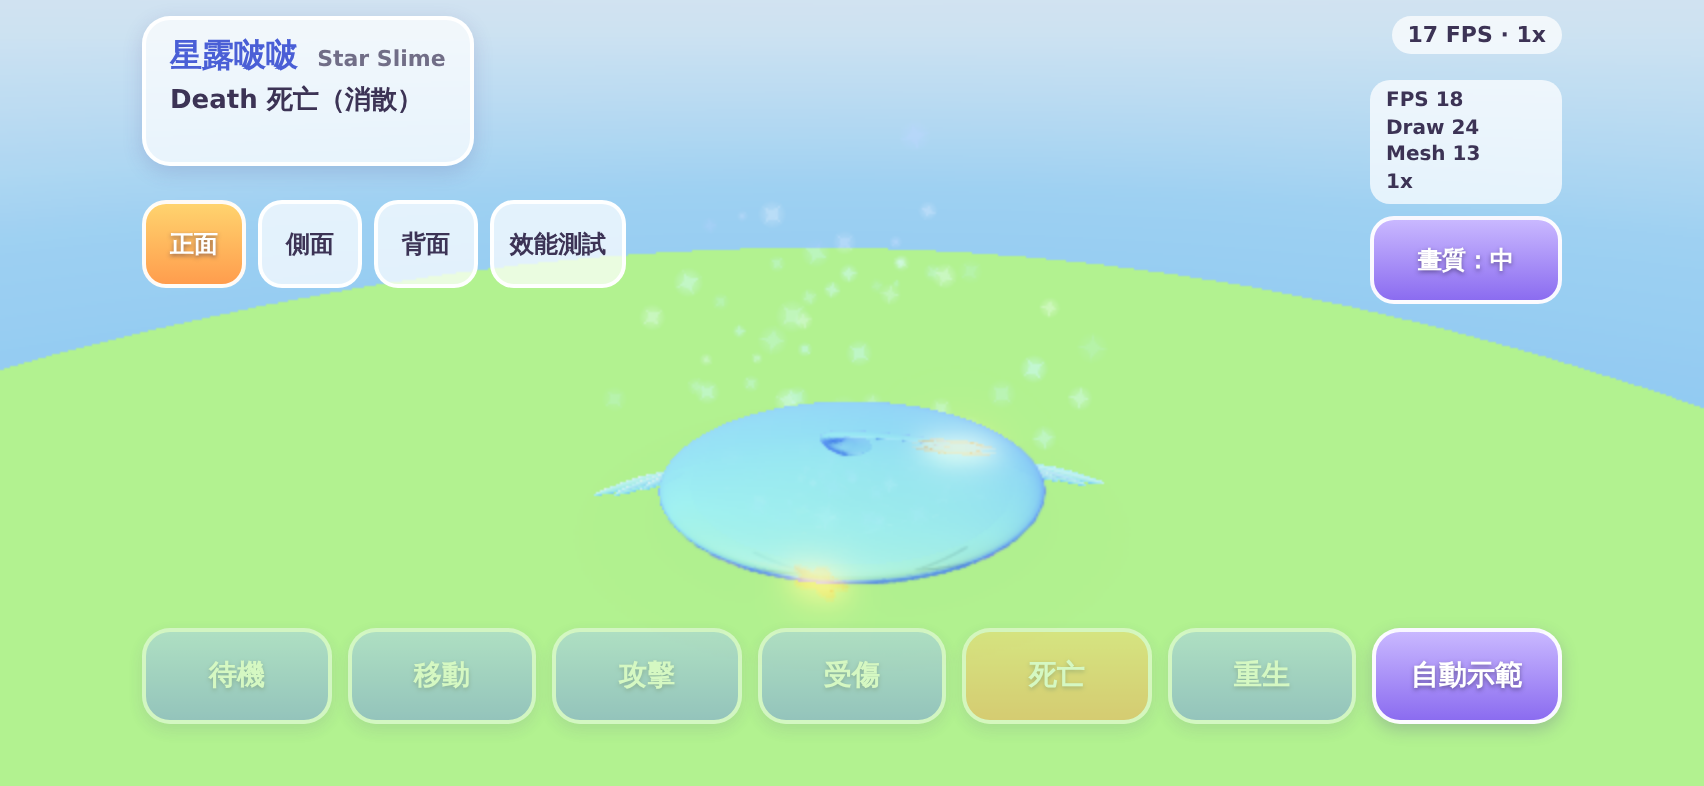 星露啵啵 Star Slime
Death 死亡（消散）
17 FPS · 1x
FPS 18
Draw 24
Mesh 13
1x
正面
側面
背面
效能測試
畫質：中
待機
移動
攻擊
受傷
死亡
重生
自動示範